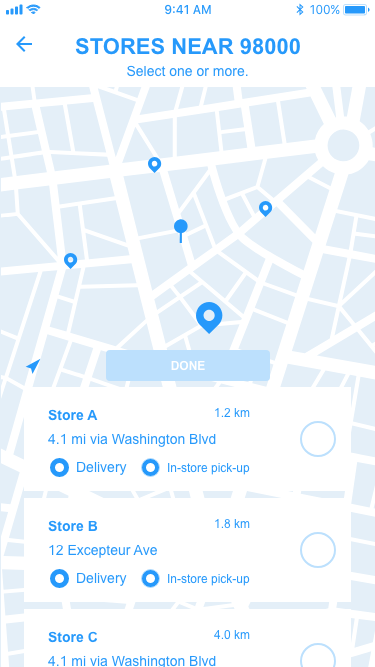 9:41 AM 100%
STORES NEAR 98000
Select one or more.
DONE
Store A 1.2 km
4.1 mi via Washington Blvd
Delivery In-store pick-up
Store B 1.8 km
12 Excepteur Ave
Delivery In-store pick-up
Store C 4.0 km
4.1 mi via Washington Blvd